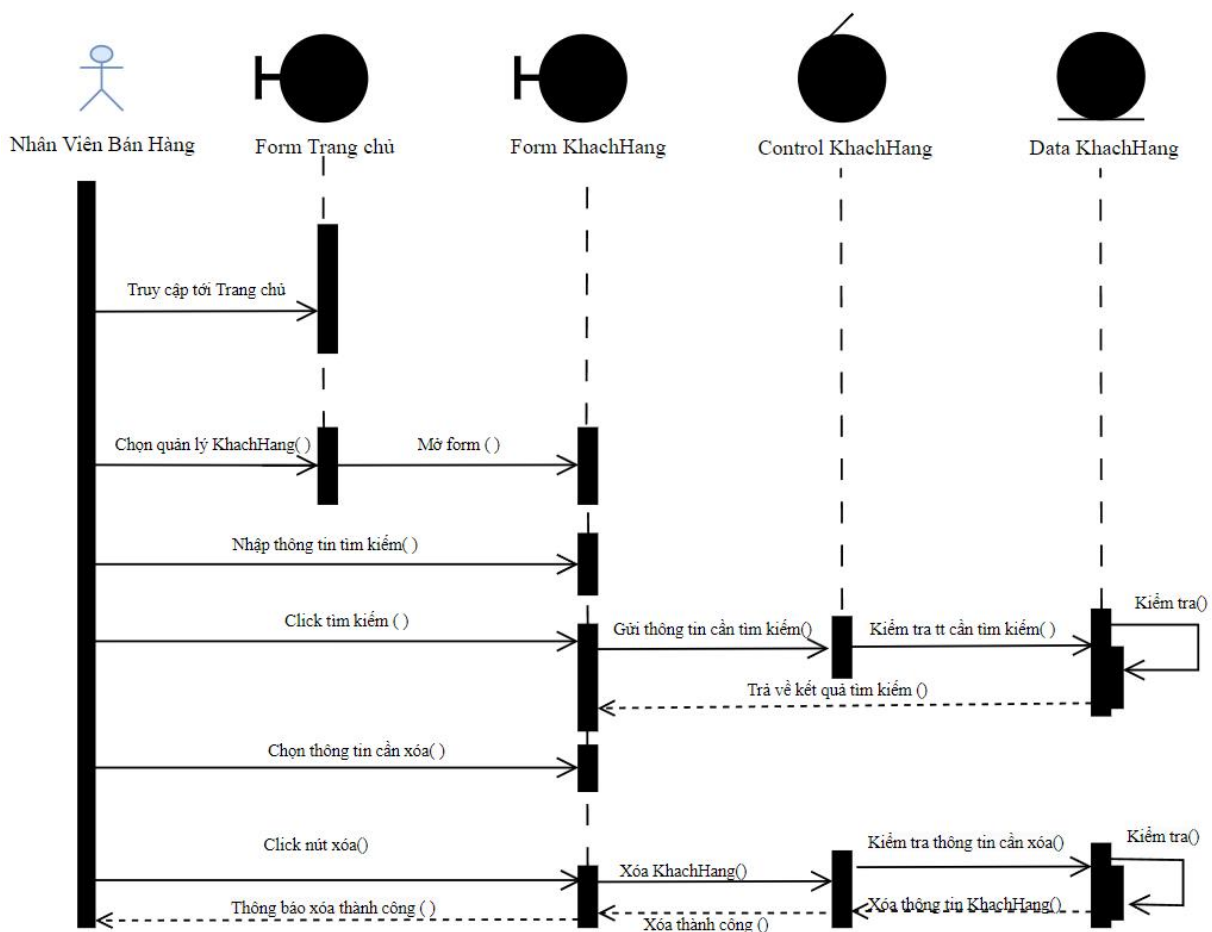 Nhân Viên Bán Hàng
Form Trang chủ
Form KhachHang
Control KhachHang
Data KhachHang
Truy cập tới Trang chủ
Chọn quản lý KhachHang( )
Mở form ( )
Nhập thông tin tìm kiếm( )
Click tìm kiếm ( )
Gửi thông tin cần tìm kiếm()
Kiểm tra tt cần tìm kiếm( )
Kiểm tra()
Trả về kết quả tìm kiếm ()
Chọn thông tin cần xóa( )
Click nút xóa()
Xóa KhachHang()
Kiểm tra thông tin cần xóa()
Kiểm tra()
Thông báo xóa thành công ( )
Xóa thành công ()
Xóa thông tin KhachHang()